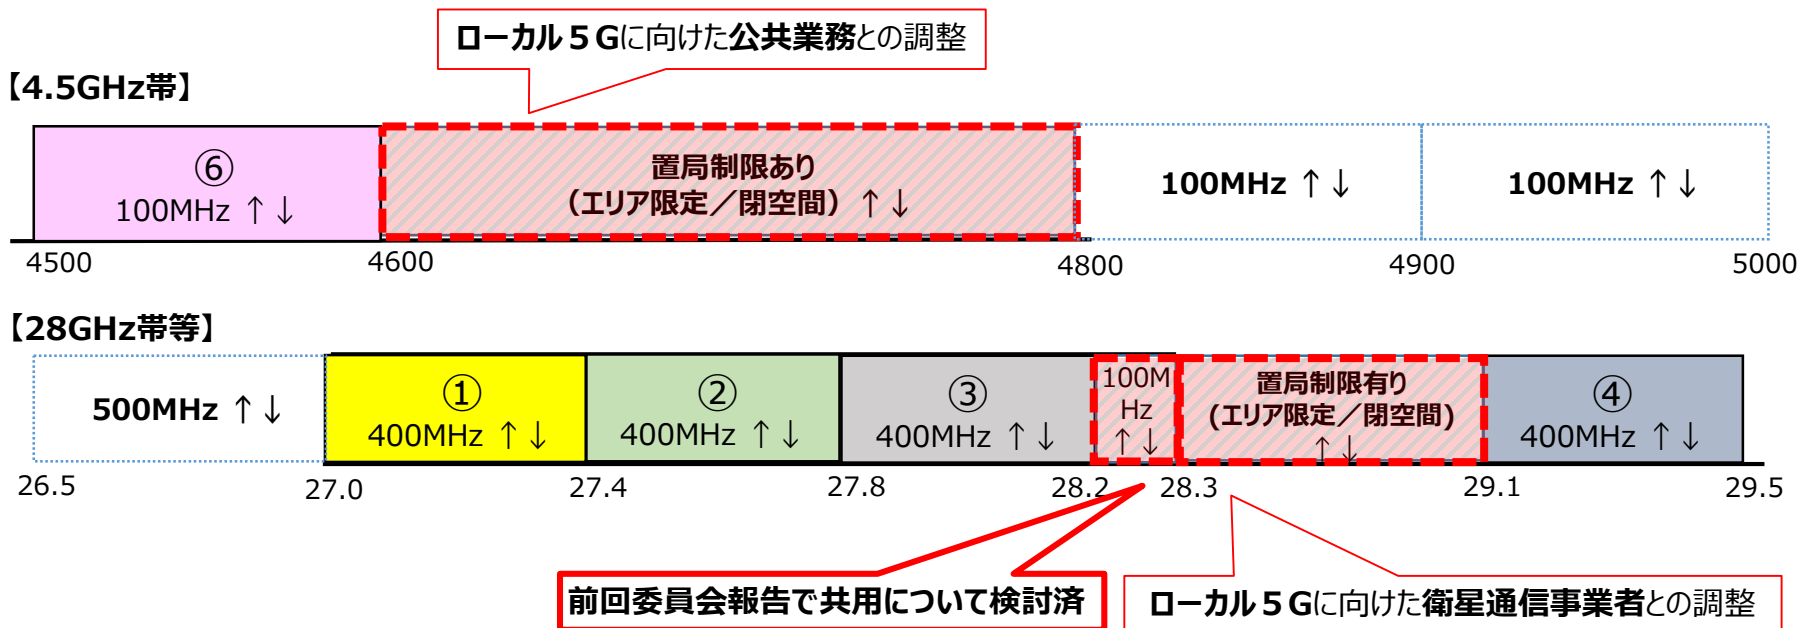 ローカル５Gに向けた公共業務との調整
【4.5GHz帯】
⑥
100MHz ↑↓
置局制限あり
（エリア限定／閉空間） ↑↓
100MHz ↑↓
100MHz ↑↓
4500
4600
4800
4900
5000
【28GHz帯等】
500MHz ↑↓
①
400MHz ↑↓
②
400MHz ↑↓
③
400MHz ↑↓
100M
Hz
↑↓
置局制限有り
(エリア限定／閉空間)
↑↓
④
400MHz ↑↓
26.5
27.0
27.4
27.8
28.2
28.3
29.1
29.5
前回委員会報告で共用について検討済
ローカル５Gに向けた衛星通信事業者との調整